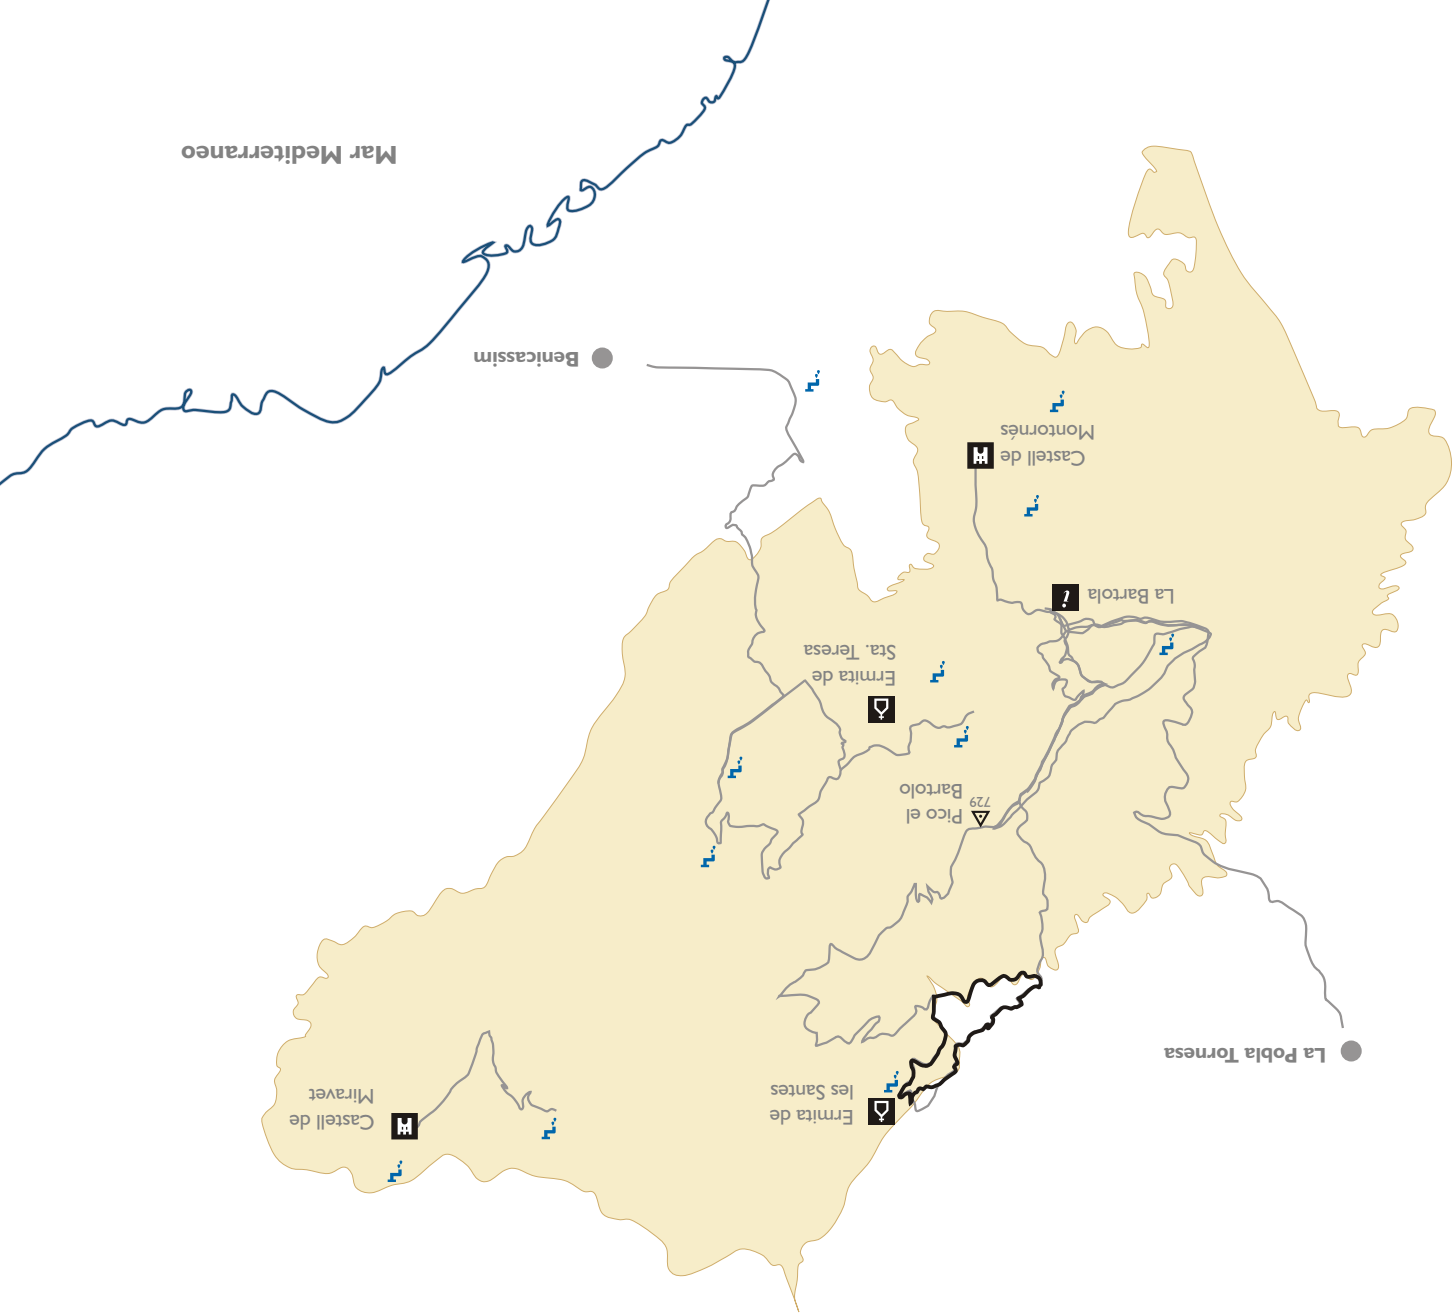 Castell de
Miravet
Ermita de
les Santes
La Pobla Tornesa
Pico el
Bartolo
729
Ermita de
Sta. Teresa
La Bartola
i
Castell de
Montornés
Benicassim
Mar Mediterraneo